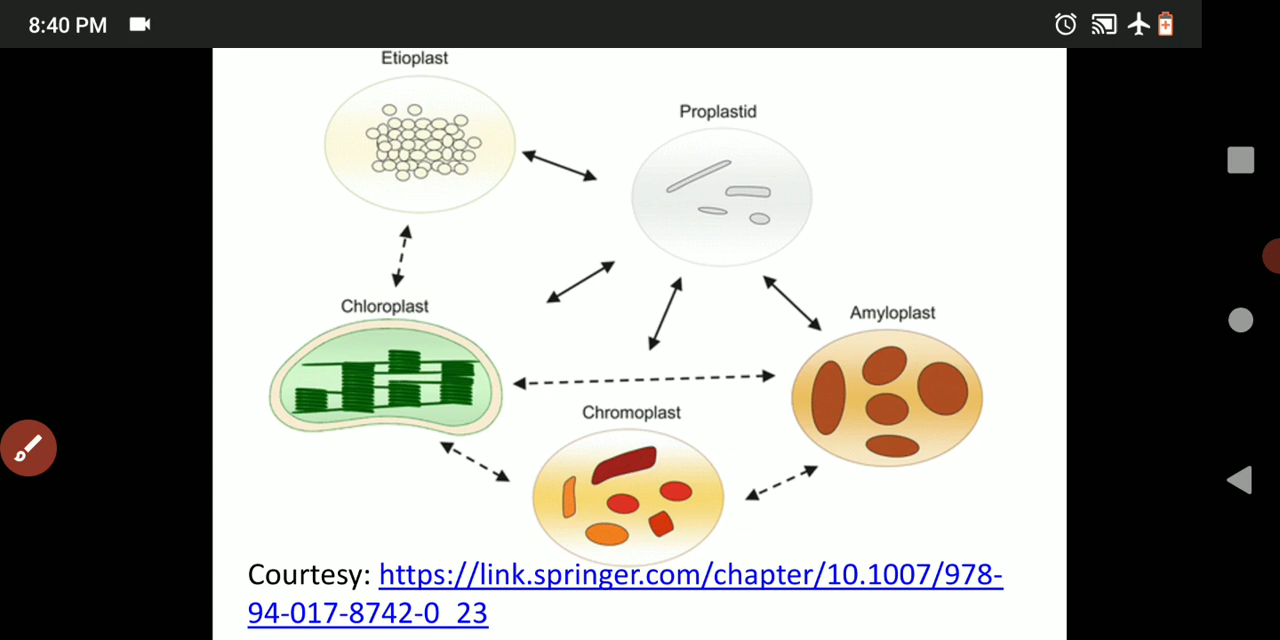 8:40 PM
Etioplast
Proplastid
Chloroplast
Amyloplast
Chromoplast
Courtesy: https://link.springer.com/chapter/10.1007/978-
94-017-8742-0_23